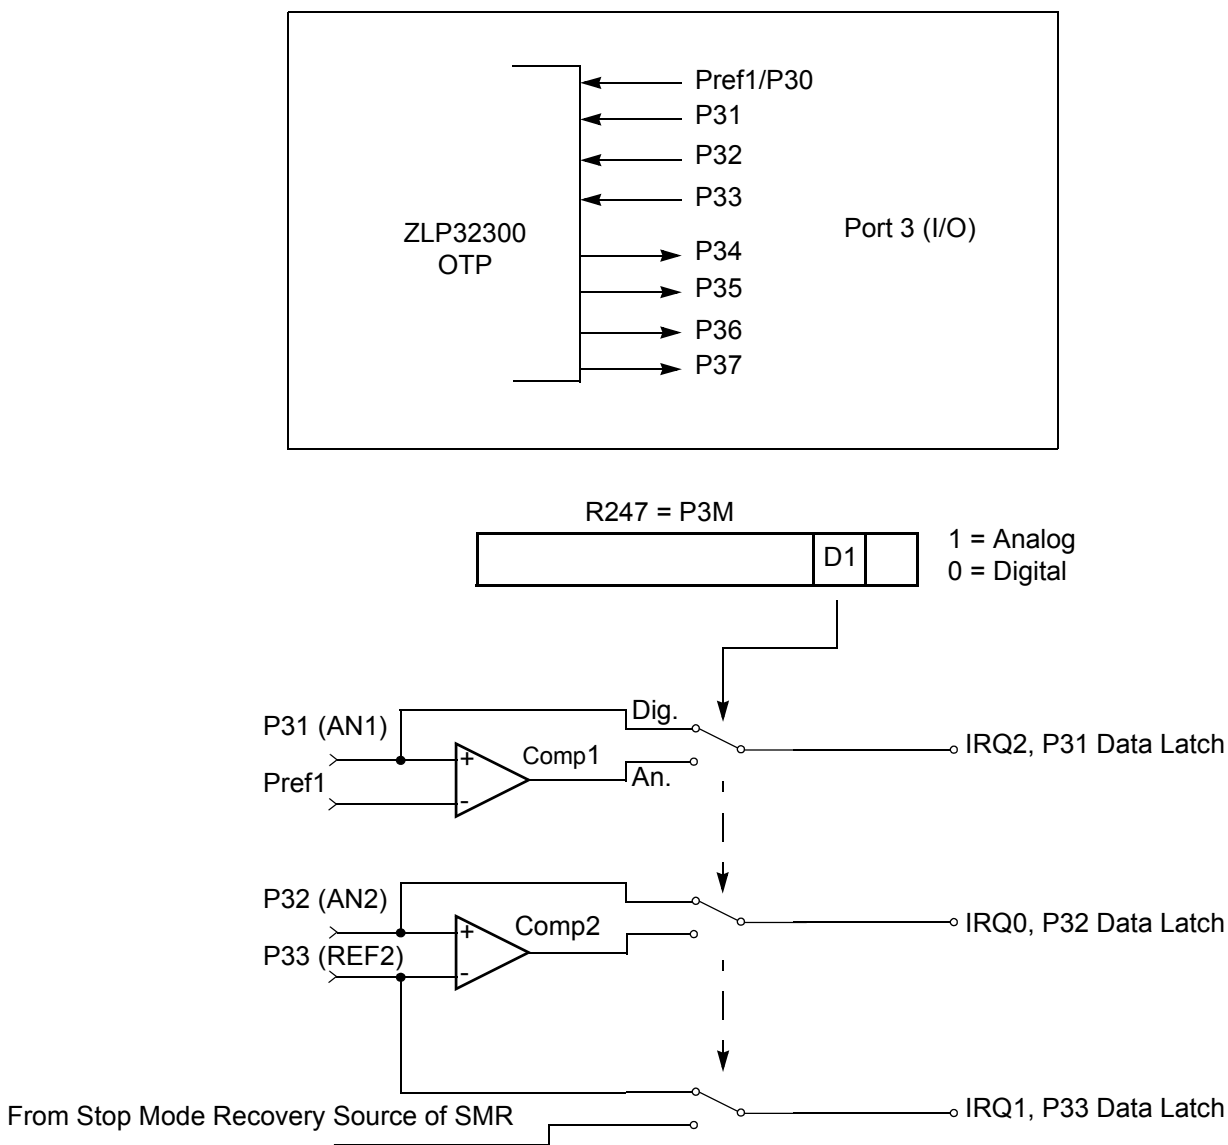 Pref1/P30
P31
P32
P33
ZLP32300
OTP
Port 3 (I/O)
P34
P35
P36
P37
R247 = P3M
D1
1 = Analog
0 = Digital
P31 (AN1)
Dig.
Pref1
+
-
Comp1
An.
IRQ2, P31 Data Latch
P32 (AN2)
P33 (REF2)
+
-
Comp2
IRQ0, P32 Data Latch
From Stop Mode Recovery Source of SMR
IRQ1, P33 Data Latch